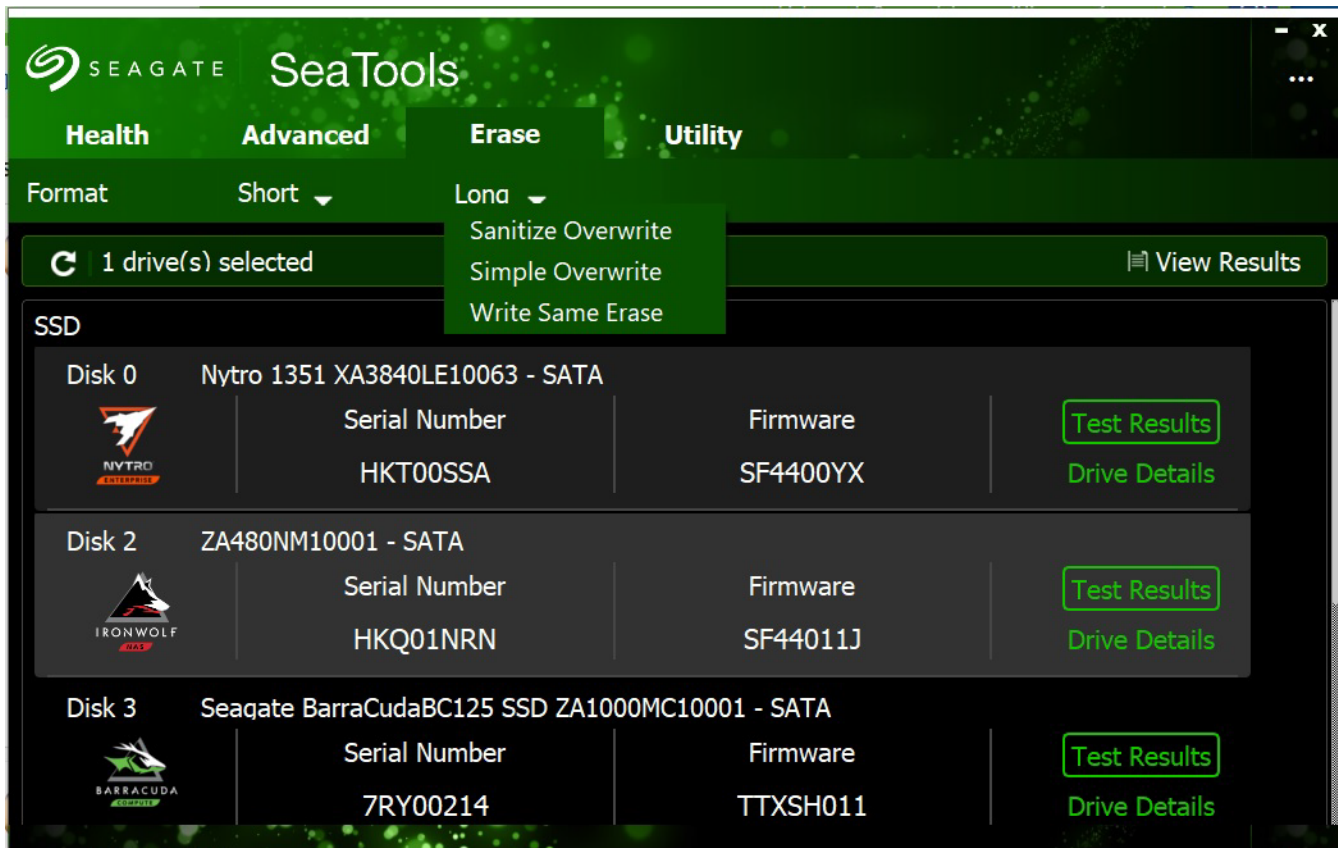 SEAGATE SeaTools
Health Advanced Erase Utility
Format Short Long
Sanitize Overwrite
Simple Overwrite
Write Same Erase
1 drive(s) selected View Results
SSD
Disk 0 Nytro 1351 XA3840LE10063 - SATA
Serial Number Firmware Test Results
NYTRO
ENTERPRISE
HKT00SSA SF4400YX Drive Details
Disk 2 ZA480NM10001 - SATA
Serial Number Firmware Test Results
IRONWOLF
NAS
HKQ01NRN SF44011J Drive Details
Disk 3 Seagate BarraCudaBC125 SSD ZA1000MC10001 - SATA
Serial Number Firmware Test Results
BARRACUDA
COMPUTE
7RY00214 TTXSH011 Drive Details